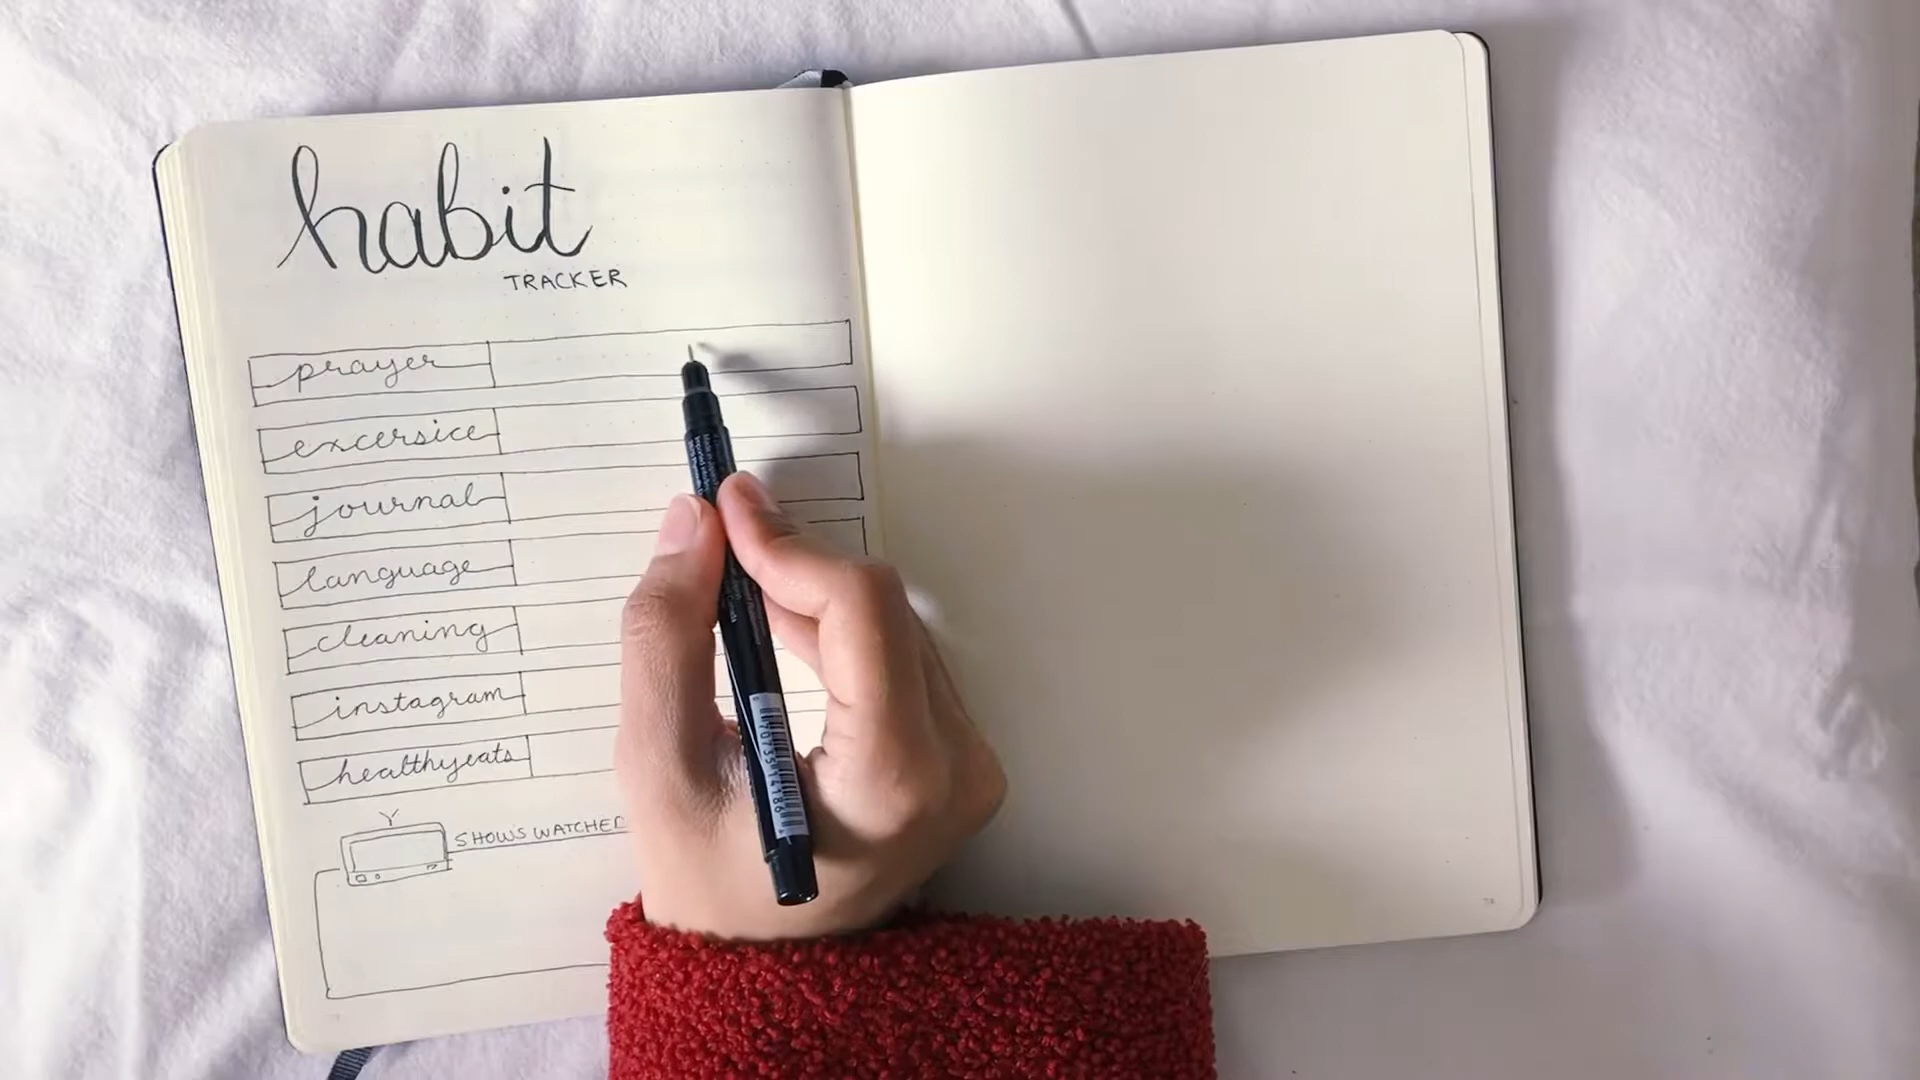 habit
TRACKER
prayer
excersice
journal
language
cleaning
instagram
healthyeats
SHOWS WATCHED